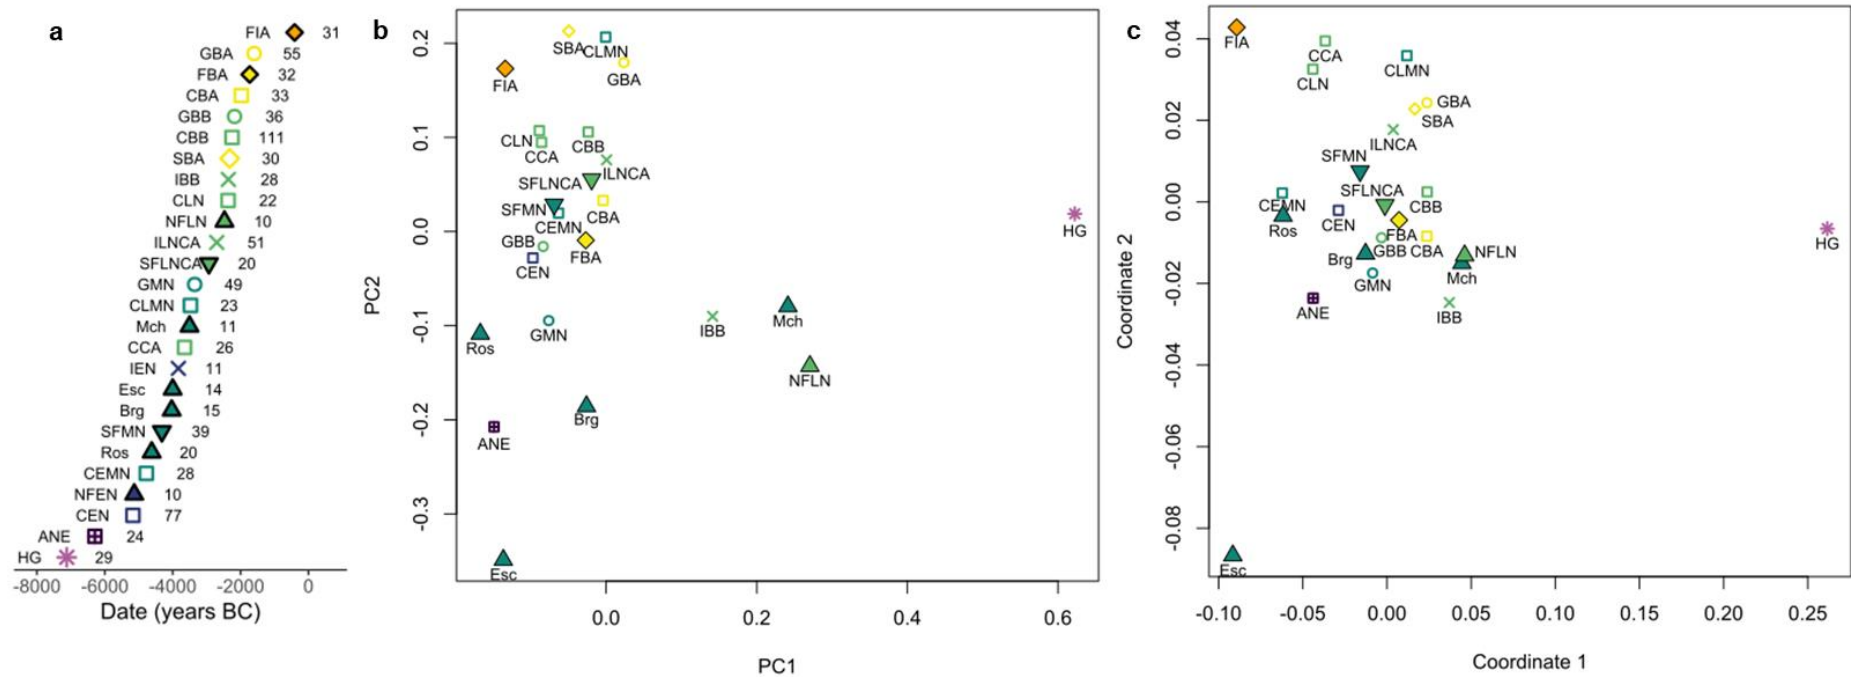 a
FIA 31
GBA 55
FBA 32
CBA 33
GBB 36
CBB 111
SBA 30
IBB 28
CLN 22
NFLN 10
ILNCA 51
SFLNCA 20
GMN 49
CLMN 23
Mch 11
CCA 26
IEN 11
Esc 14
Brg 15
SFMN 39
Ros 20
CEMN 28
NFEN 10
CEN 77
ANE 24
HG 29
-8000 -6000 -4000 -2000 0
Date (years BC)
b
SBA
CLMN
GBA
FIA
CLN
CCA
CBB
ILNCA
SFLNCA
SFMN
CBA
CEMN
GBB
FBA
CEN
HG
GMN
IBB
Mch
Ros
NFLN
Brg
ANE
Esc
0.2
0.1
0.0
-0.1
-0.2
-0.3
PC2
0.0 0.2 0.4 0.6
PC1
c
FIA
CCA
CLN
CLMN
GBA
SBA
ILNCA
SFMN
SFLNCA
CEMN
CBB
Ros
CEN
FBA
HG
GBB CBA
NFLN
Brg
Mch
GMN
ANE
IBB
Esc
0.04
0.02
0.00
-0.02
-0.04
-0.06
-0.08
Coordinate 2
-0.10 -0.05 0.00 0.05 0.10 0.15 0.20 0.25
Coordinate 1